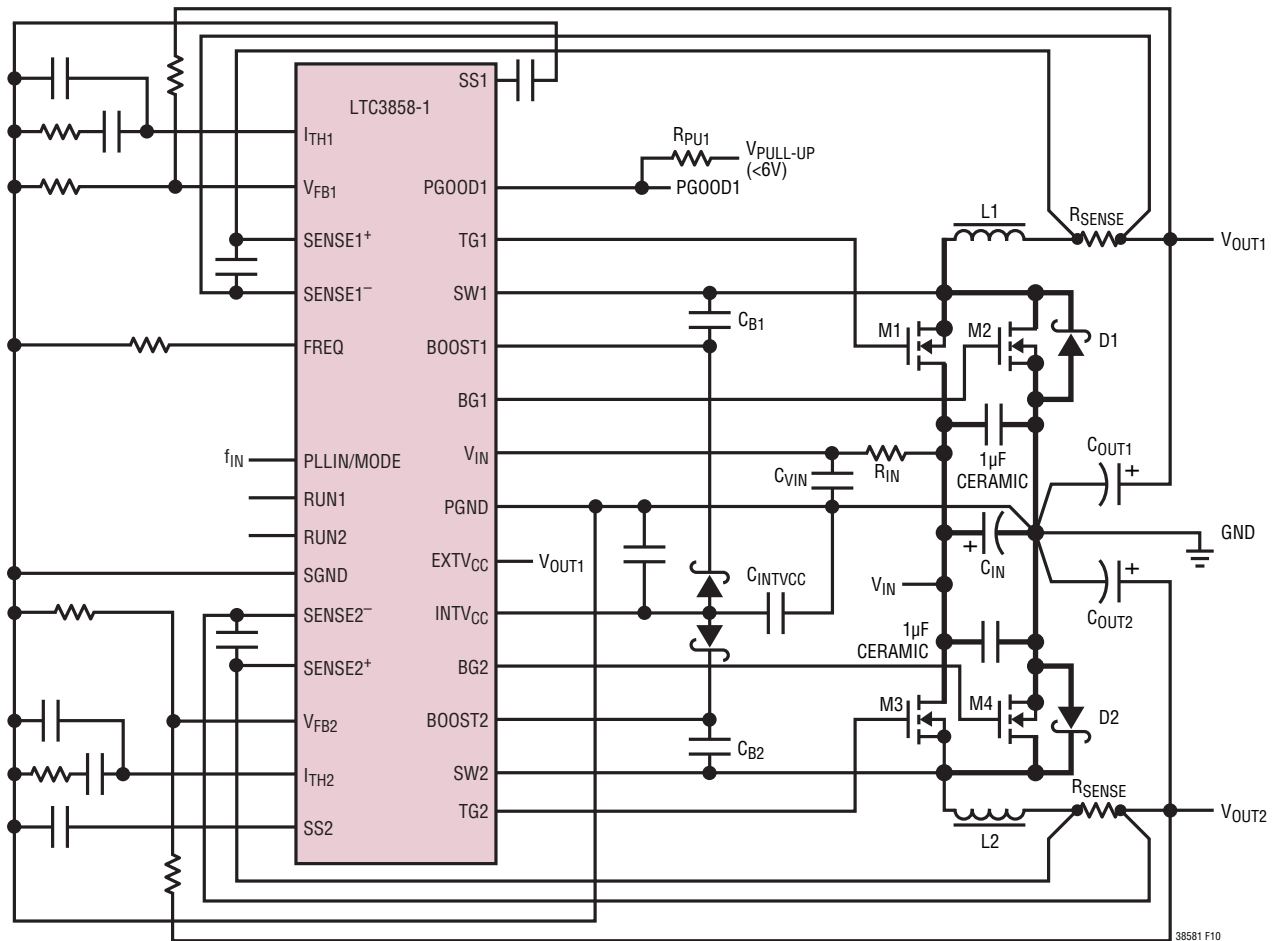 SS1
LTC3858-1
RPU1
VPULL-UP
(<6V)
ITH1
VFB1
PGOOD1
PGOOD1
L1
RSENSE
SENSE1+
TG1
VOUT1
SENSE1–
SW1
CB1
M1
M2
D1
FREQ
BOOST1
BG1
fIN
PLLIN/MODE
VIN
CVIN
RIN
1µF
CERAMIC
COUT1
+
RUN1
PGND
RUN2
GND
EXTVCC
VOUT1
+
CIN
SGND
CINTVCC
VIN
+
COUT2
SENSE2–
INTVCC
1µF
CERAMIC
SENSE2+
BG2
M3
M4
D2
VFB2
BOOST2
CB2
ITH2
SW2
RSENSE
TG2
VOUT2
SS2
L2
38581 F10